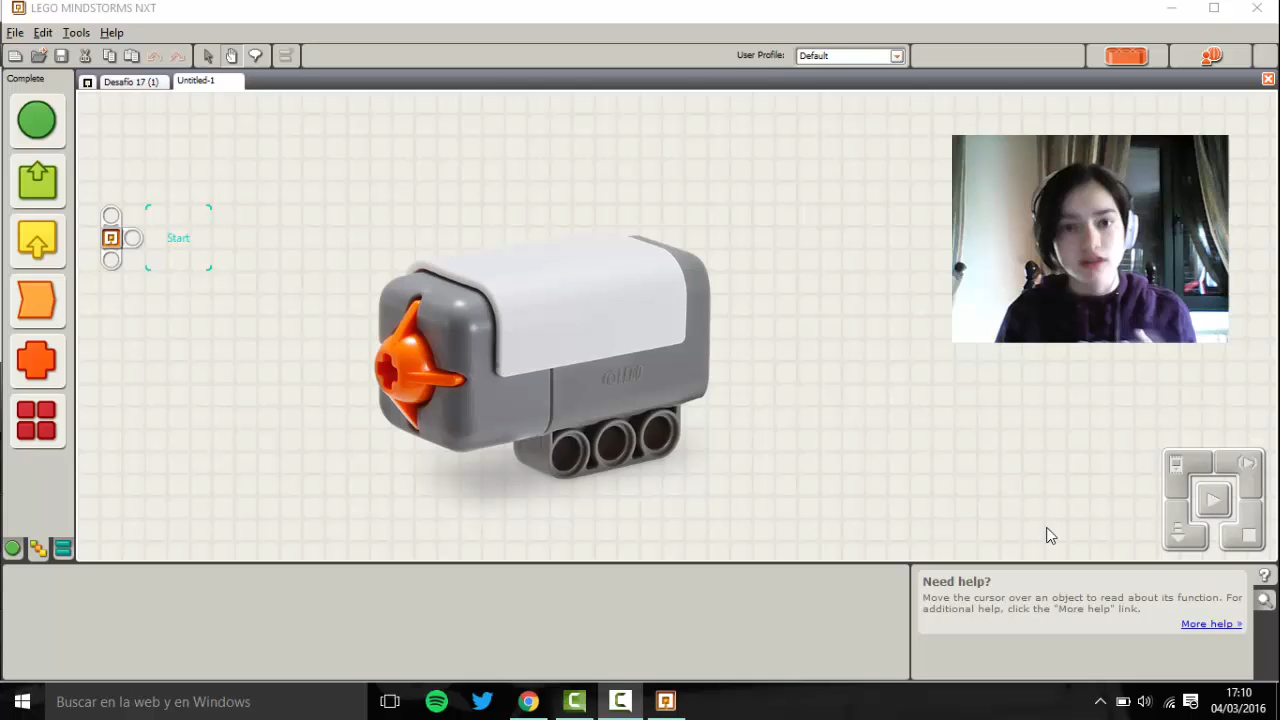 LEGO MINDSTORMS NXT
File Edit Tools Help
User Profile: Default
Complete
Desafío 17 (1) Untitled-1
Start
Need help?
Move the cursor over an object to read about its function. For
additional help, click the "More help" link.
More help »
Buscar en la web y en Windows
17:10
04/03/2016